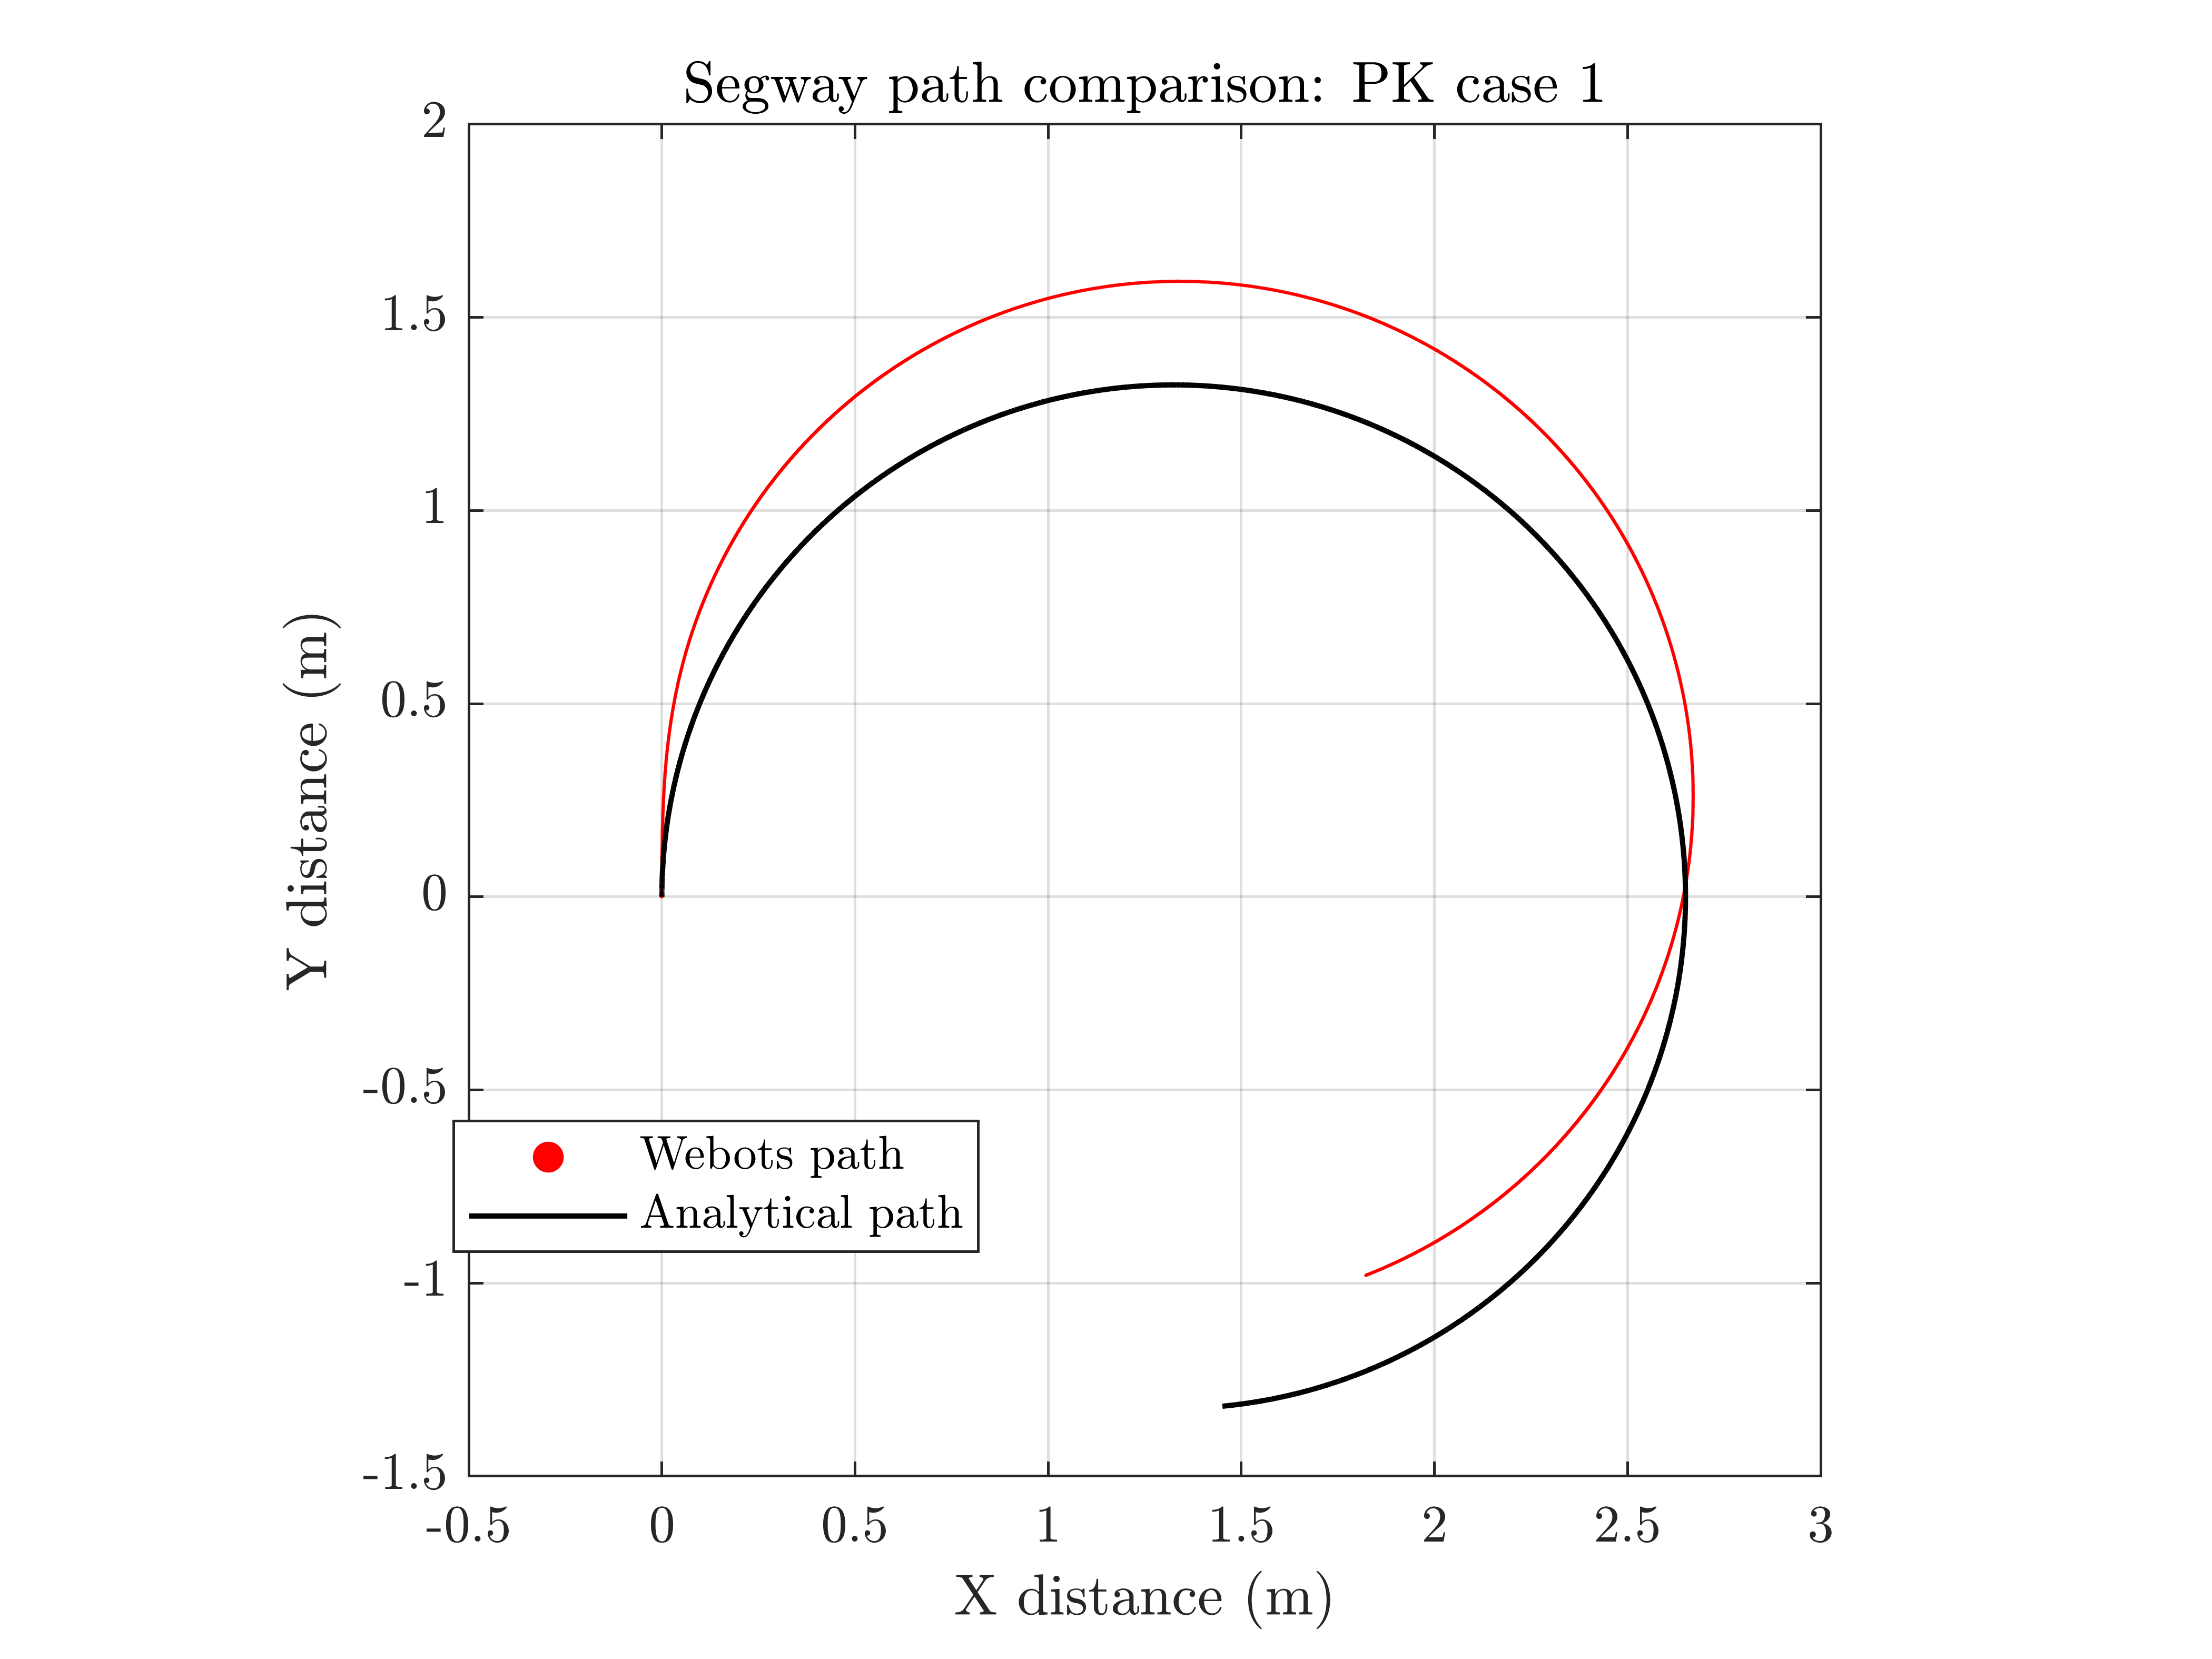 Segway path comparison: PK case 1
2
1.5
1
0.5
0
-0.5
-1
-1.5
Y distance (m)
Webots path
Analytical path
-0.5 0 0.5 1 1.5 2 2.5 3
X distance (m)